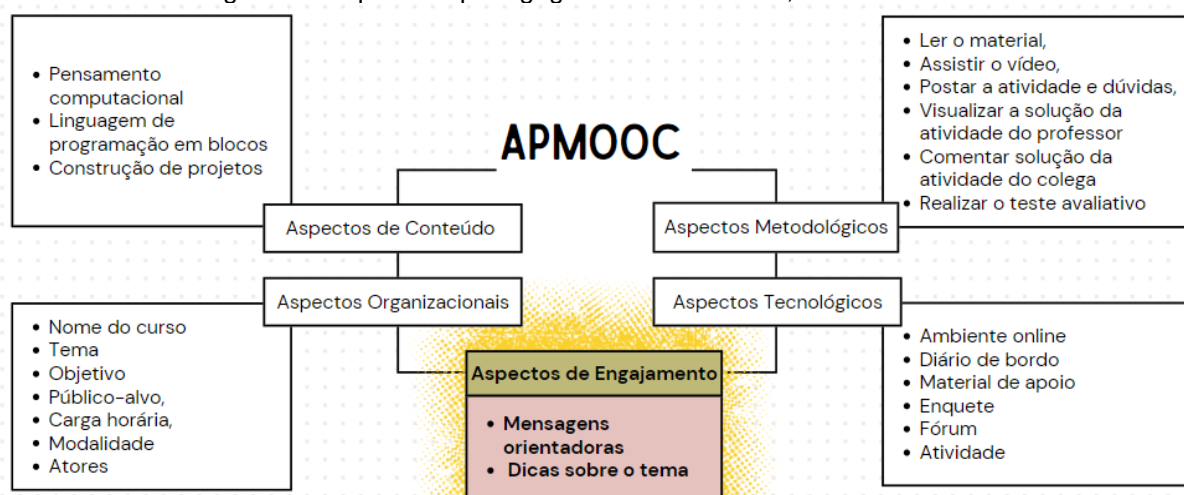 • Pensamento
computacional
• Linguagem de
programação em blocos
• Construção de projetos
APMOOC
• Ler o material,
• Assistir o vídeo,
• Postar a atividade e dúvidas,
• Visualizar a solução da
atividade do professor
• Comentar solução da
atividade do colega
• Realizar o teste avaliativo
Aspectos de Conteúdo
Aspectos Metodológicos
Aspectos Organizacionais
Aspectos Tecnológicos
• Nome do curso
• Tema
• Objetivo
• Público-alvo,
• Carga horária,
• Modalidade
• Atores
Aspectos de Engajamento
• Mensagens
orientadoras
• Dicas sobre o tema
• Ambiente online
• Diário de bordo
• Material de apoio
• Enquete
• Fórum
• Atividade